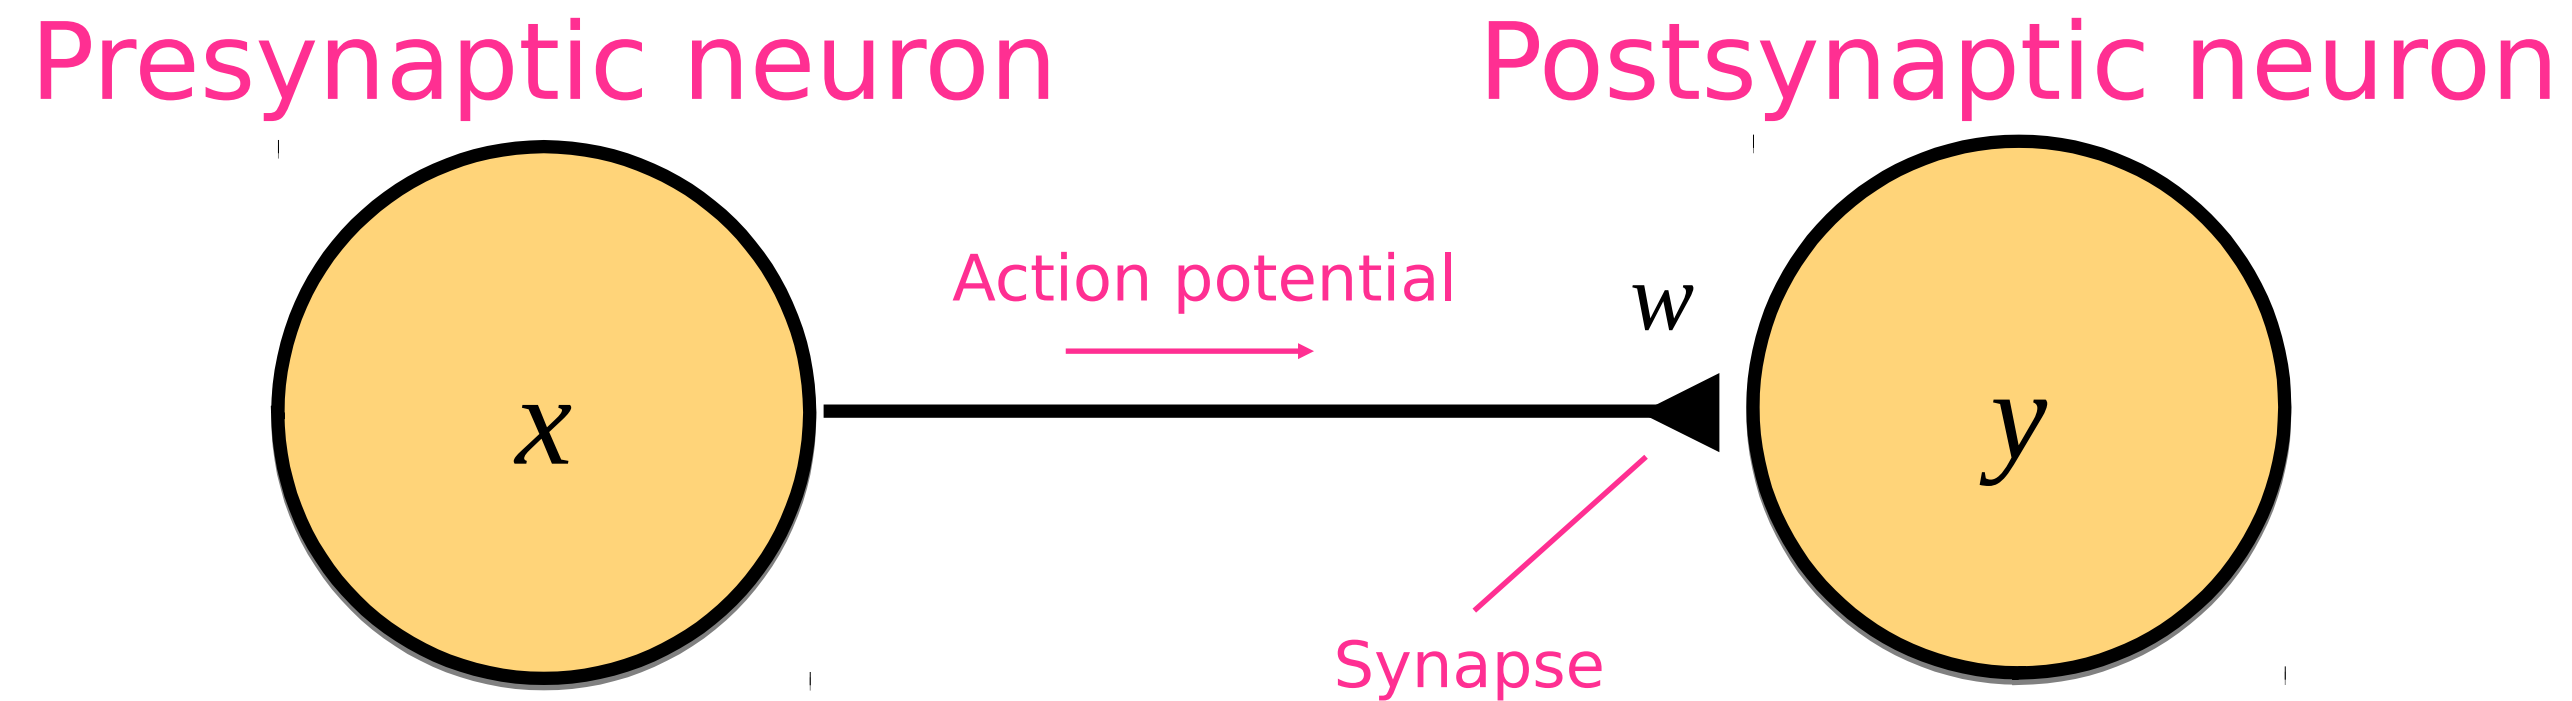 Presynaptic neuron
Postsynaptic neuron
Action potential
w
x
y
Synapse